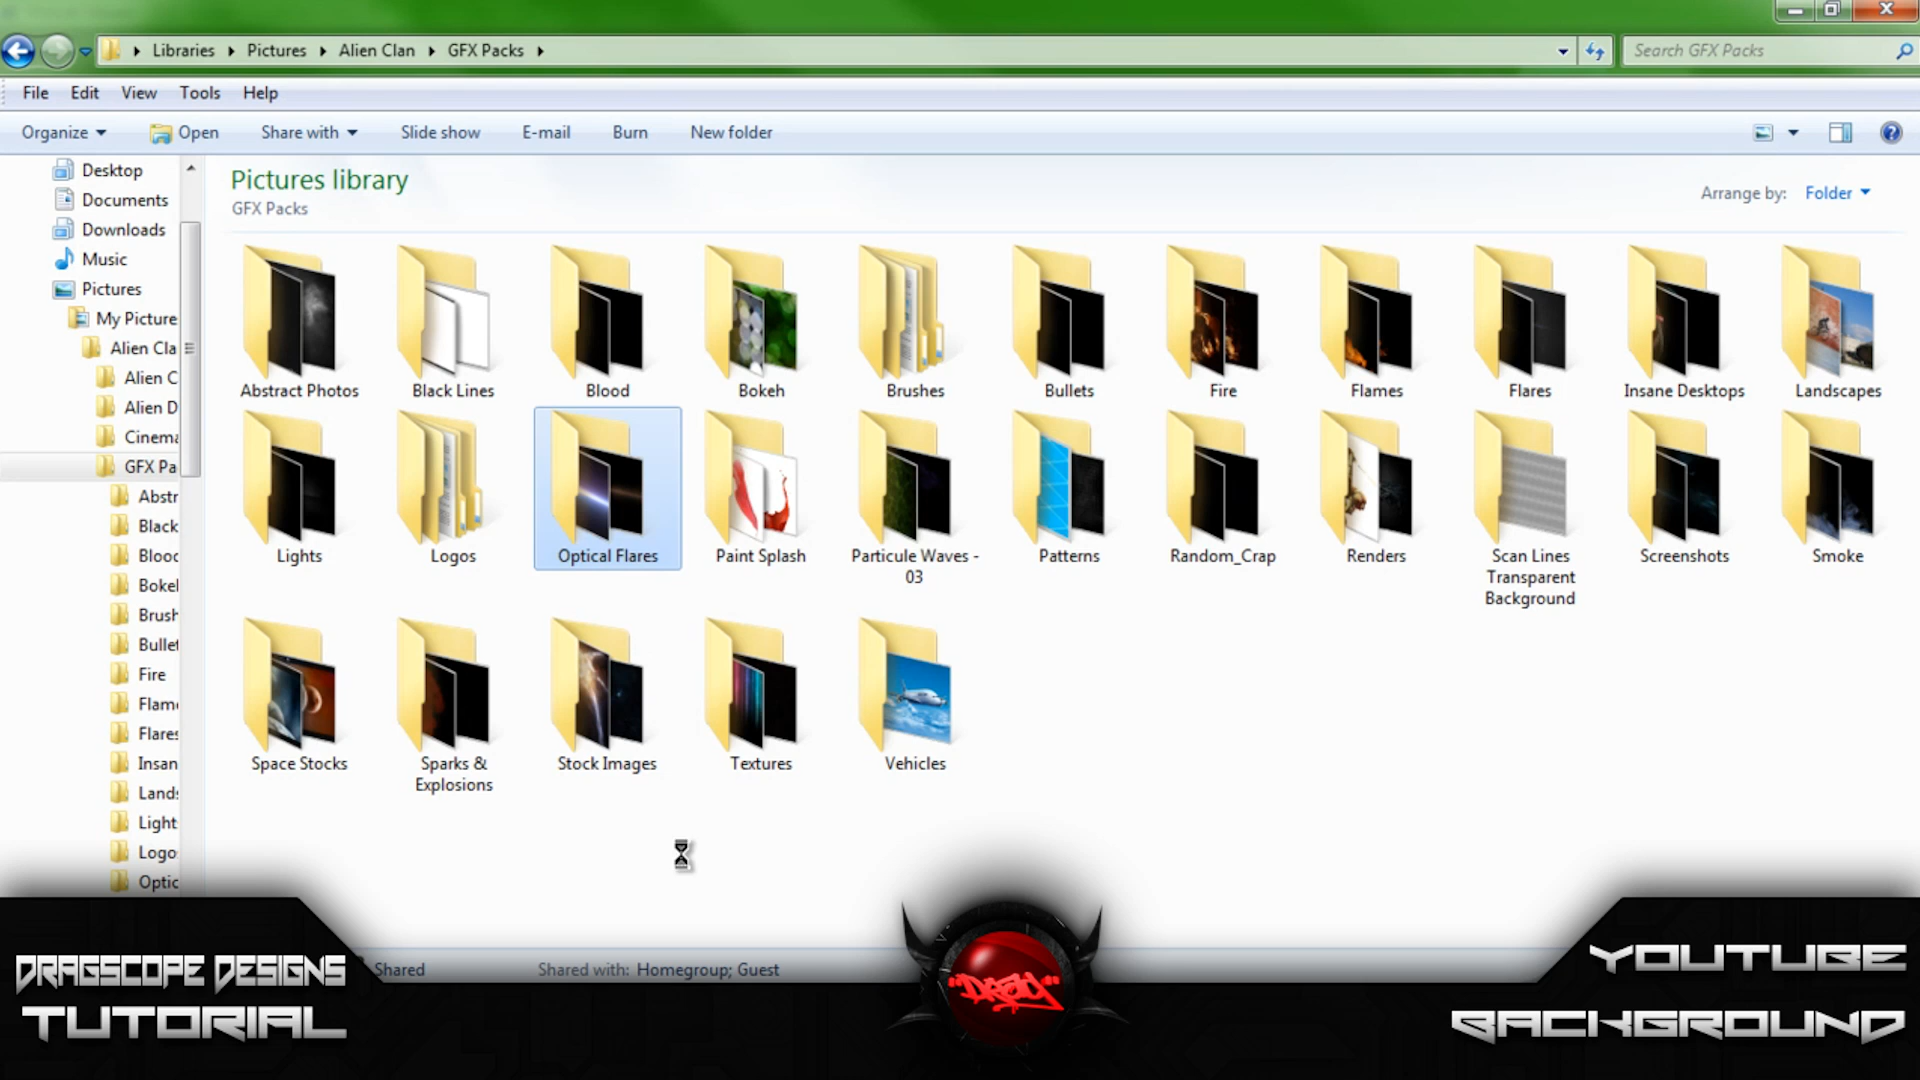 Libraries Pictures Alien Clan GFX Packs
Search GFX Packs
File Edit View Tools Help
Organize Open Share with Slide show E-mail Burn New folder
Desktop
Documents
Downloads
Music
Pictures
My Picture
Alien Cla
Alien C
Alien D
Cinema
GFX Pa
Abstr
Black
Blood
Bokeh
Brush
Bullet
Fire
Flame
Flares
Insan
Lands
Light
Logo
Optic
Pictures library
GFX Packs
Arrange by: Folder
Abstract Photos
Black Lines
Blood
Bokeh
Brushes
Bullets
Fire
Flames
Flares
Insane Desktops
Landscapes
Lights
Logos
Optical Flares
Paint Splash
Particule Waves -
03
Patterns
Random_Crap
Renders
Scan Lines
Transparent
Background
Screenshots
Smoke
Space Stocks
Sparks &
Explosions
Stock Images
Textures
Vehicles
Shared Shared with: Homegroup; Guest
DRAGSCOPE DESIGNS
TUTORIAL
"Drag"
YOUTUBE
BACKGROUND